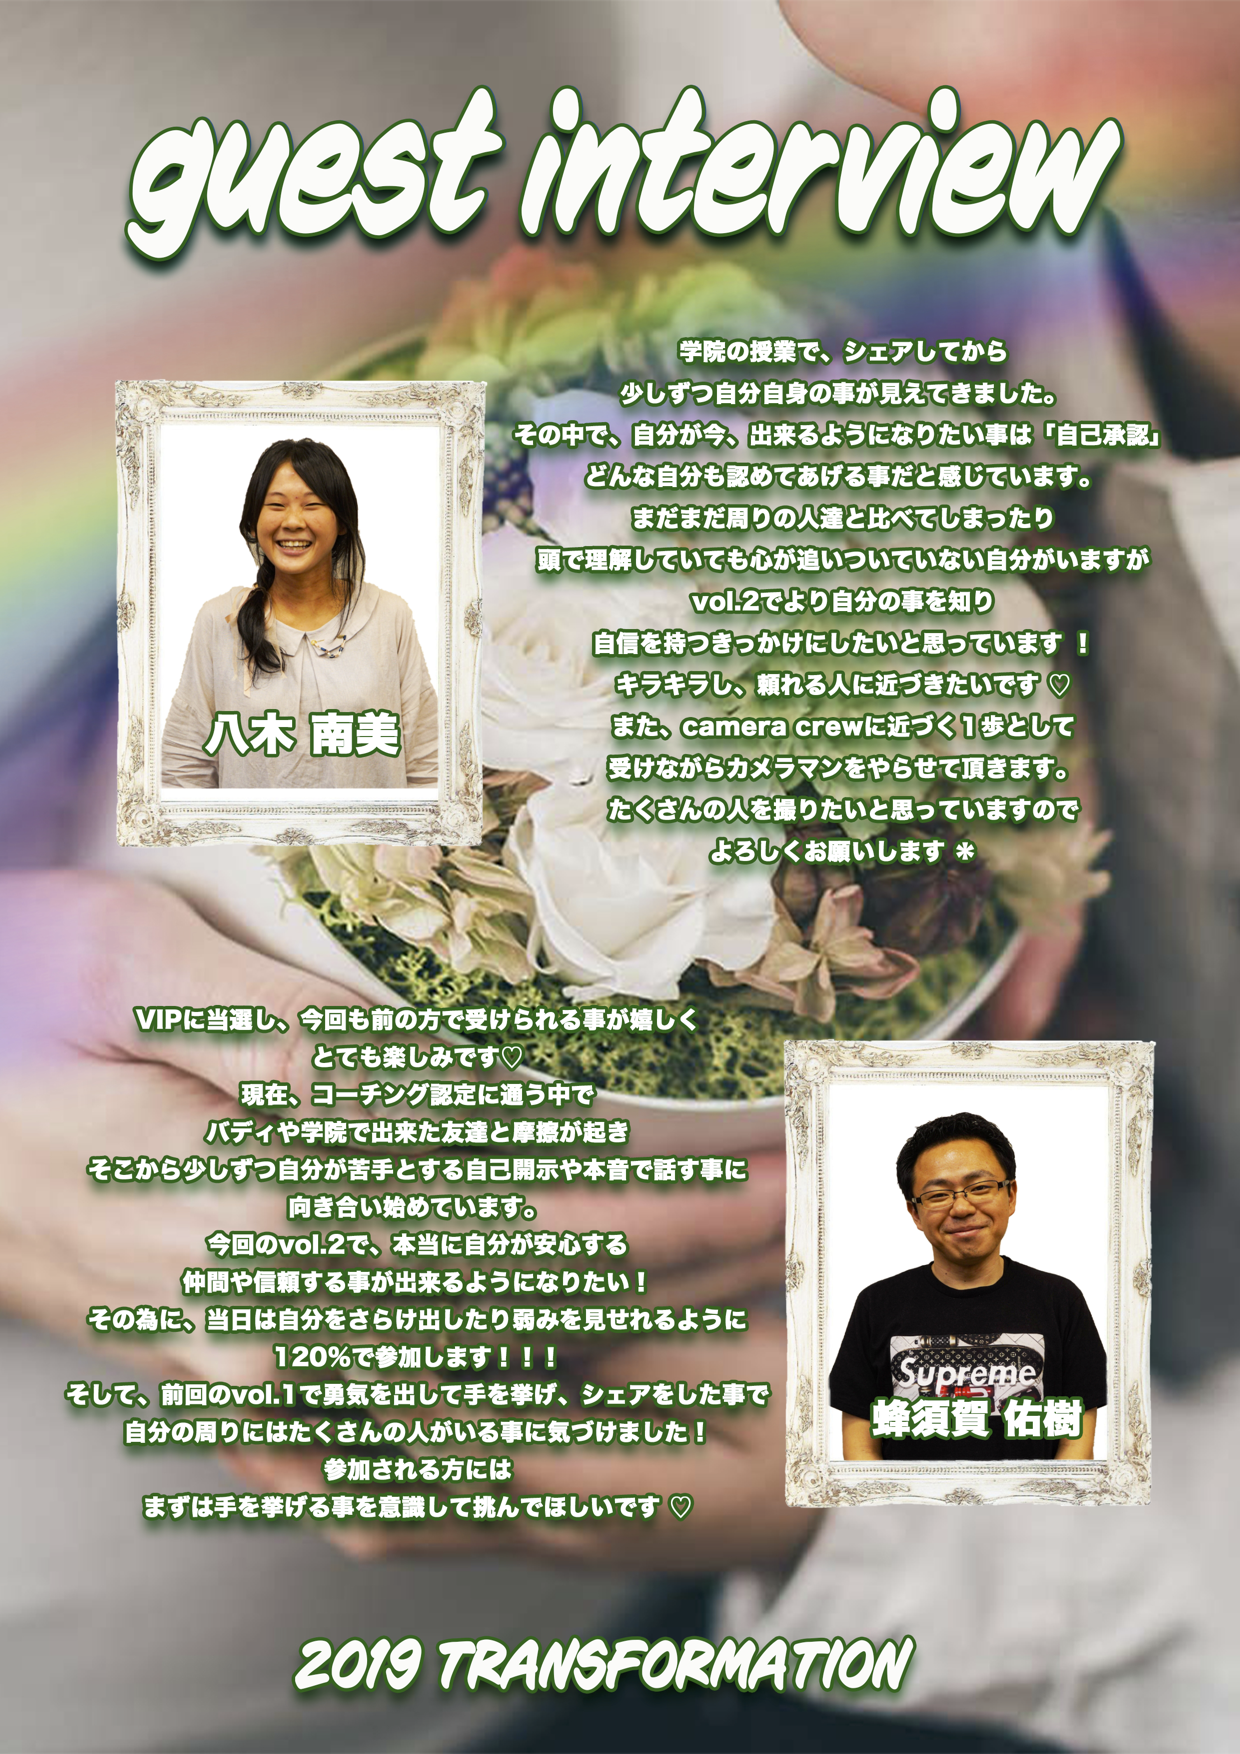 guest interview
学院の授業で、シェアしてから
少しずつ自分自身の事が見えてきました。
その中で、自分が今、出来るようになりたい事は「自己承認」
どんな自分も認めてあげる事だと感じています。
まだまだ周りの人達と比べてしまったり
頭で理解していても心が追いついていない自分がいますが
vol.2でより自分の事を知り
自信を持つきっかけにしたいと思っています ！
キラキラし、頼れる人に近づきたいです ♡
また、camera crewに近づく1歩として
受けながらカメラマンをやらせて頂きます。
たくさんの人を撮りたいと思っていますので
よろしくお願いします ＊
八木 南美
VIPに当選し、今回も前の方で受けられる事が嬉しく
とても楽しみです♡
現在、コーチング認定に通う中で
バディや学院で出来た友達と摩擦が起き
そこから少しずつ自分が苦手とする自己開示や本音で話す事に
向き合い始めています。
今回のvol.2で、本当に自分が安心する
仲間や信頼する事が出来るようになりたい！
その為に、当日は自分をさらけ出したり弱みを見せれるように
120%で参加します！！！
そして、前回のvol.1で勇気を出して手を挙げ、シェアをした事で
自分の周りにはたくさんの人がいる事に気づけました！
参加される方には
まずは手を挙げる事を意識して挑んでほしいです ♡
Supreme
蜂須賀 佑樹
2019 TRANSFORMATION